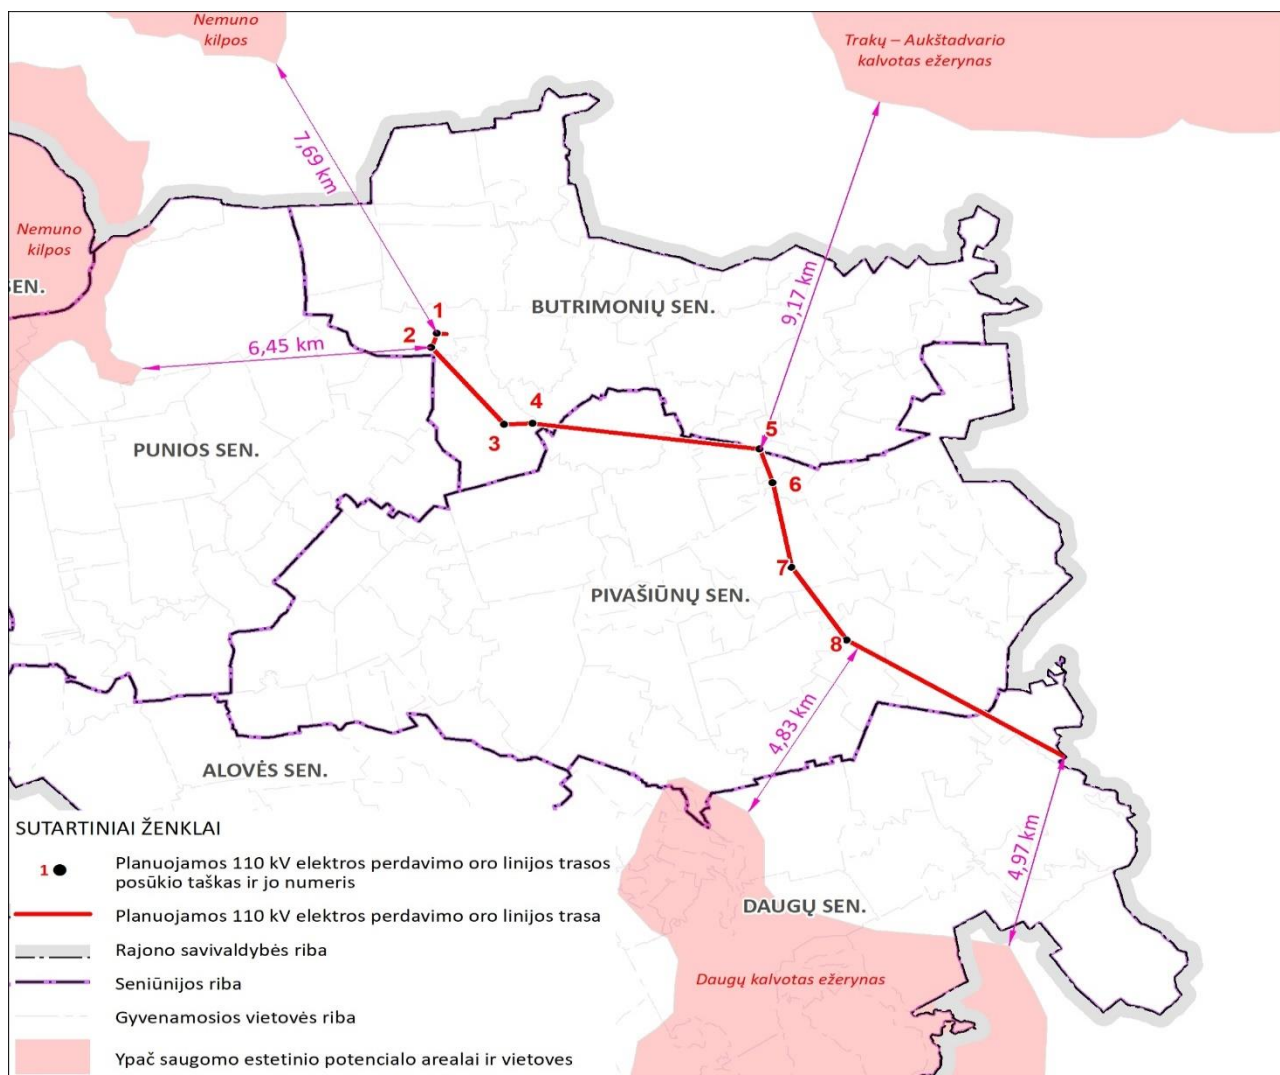 Nemuno
kilpos
Trakų – Aukštadvario
kalvotas ežerynas
7,69 km
Nemuno
kilpos
9,17 km
SEN.
BUTRIMONIŲ SEN.
1
2
6,45 km
4
3
5
PUNIOS SEN.
6
7
PIVAŠIŪNŲ SEN.
8
4,83 km
ALOVĖS SEN.
4,97 km
DAUGŲ SEN.
Daugų kalvotas ežerynas
SUTARTINIAI ŽENKLAI
1 Planuojamos 110 kV elektros perdavimo oro linijos trasos
posūkio taškas ir jo numeris
Planuojamos 110 kV elektros perdavimo oro linijos trasa
Rajono savivaldybės riba
Seniūnijos riba
Gyvenamosios vietovės riba
Ypač saugomo estetinio potencialo arealai ir vietoves